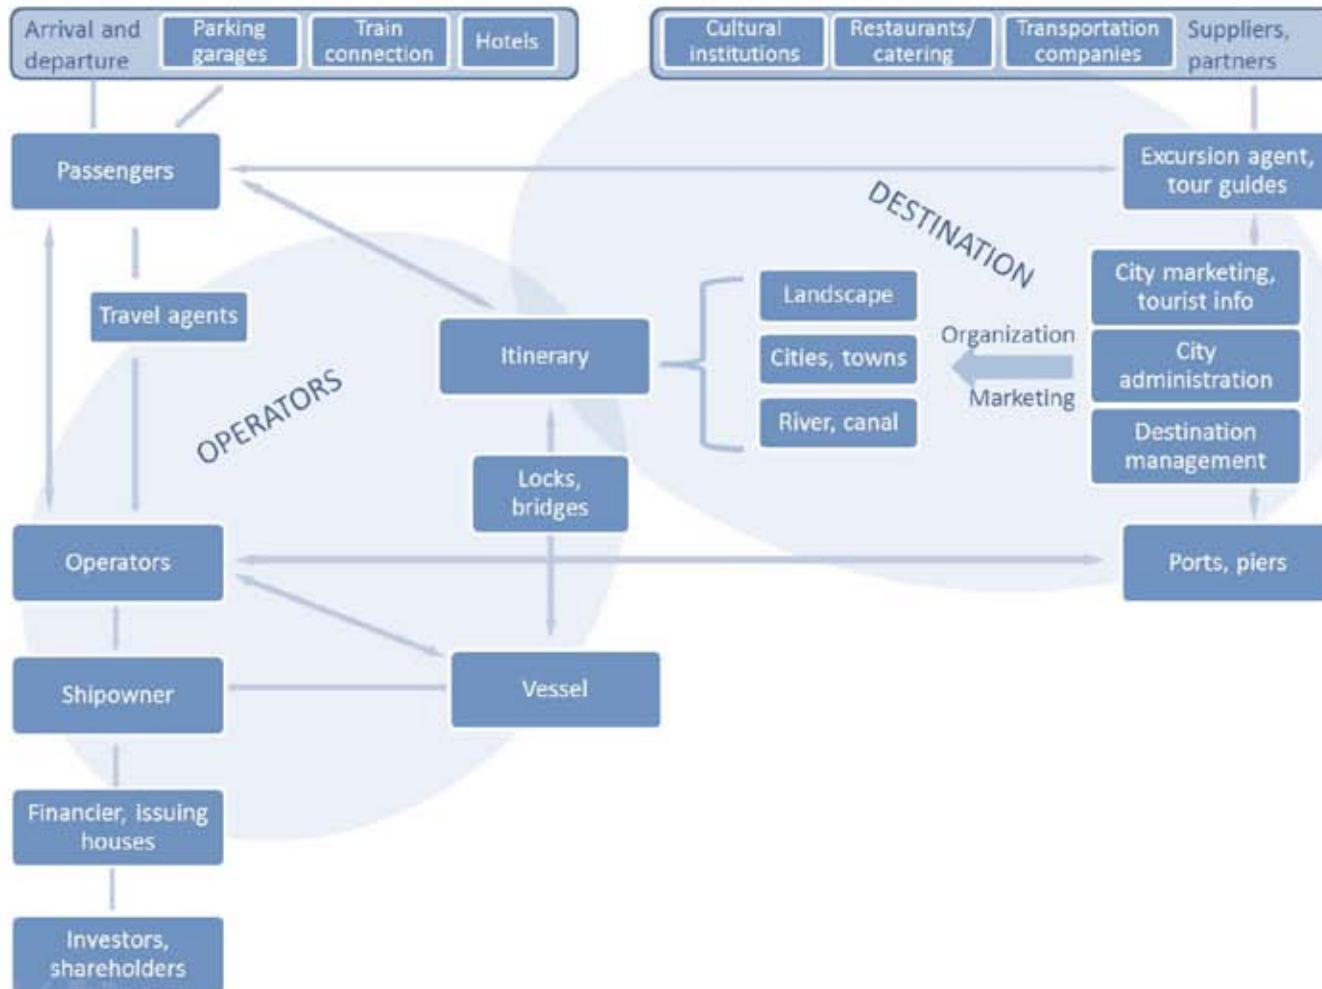 Arrival and
departure
Parking
garages
Train
connection
Hotels
Cultural
institutions
Restaurants/
catering
Transportation
companies
Suppliers,
partners
Passengers
Excursion agent,
tour guides
DESTINATION
Travel agents
City marketing,
tourist info
Landscape
Itinerary
Organization
Cities, towns
City
administration
Marketing
OPERATORS
River, canal
Destination
management
Locks,
bridges
Operators
Ports, piers
Shipowner
Vessel
Financier, issuing
houses
Investors,
shareholders